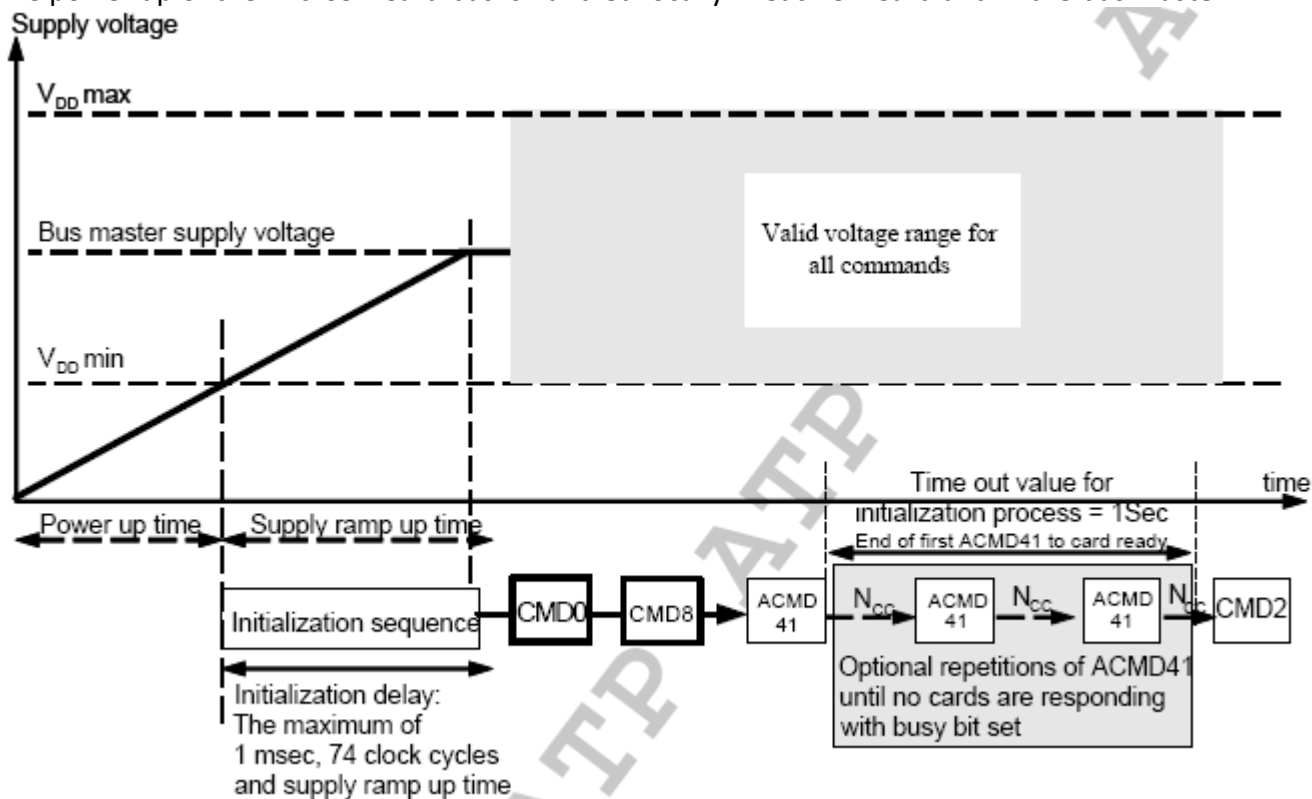 Supply voltage
V_DD max
Bus master supply voltage
Valid voltage range for
all commands
V_DD min
Time out value for
time
Power up time
Supply ramp up time
initialization process = 1Sec
End of first ACMD41 to card ready
Initialization sequence
CMD0
CMD8
ACMD
41
N_CC
ACMD
41
N_CC
ACMD
41
N_CC
CMD2
Optional repetitions of ACMD41
until no cards are responding
with busy bit set
Initialization delay:
The maximum of
1 msec, 74 clock cycles
and supply ramp up time
A
ATP
ATP
ATP